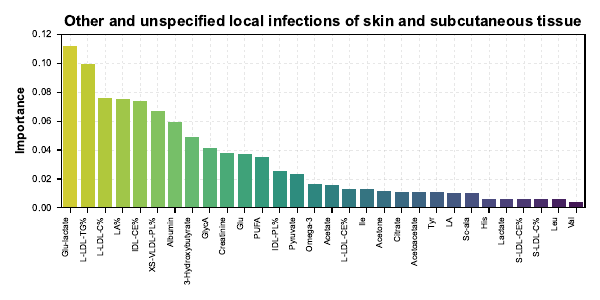 Other and unspecified local infections of skin and subcutaneous tissue
Importance
0.12
0.10
0.08
0.06
0.04
0.02
0.00
Glu-lactate
L-LDL-TG%
L-LDL-C%
LA%
IDL-CE%
XS-VLDL-PL%
Albumin
3-Hydroxybutyrate
GlycA
Creatinine
Glu
PUFA
IDL-PL%
Pyruvate
Omega-3
Acetate
L-LDL-CE%
Ile
Acetone
Citrate
Acetoacetate
Tyr
LA
Sc-ala
His
Lactate
S-LDL-CE%
S-LDL-C%
Leu
Val